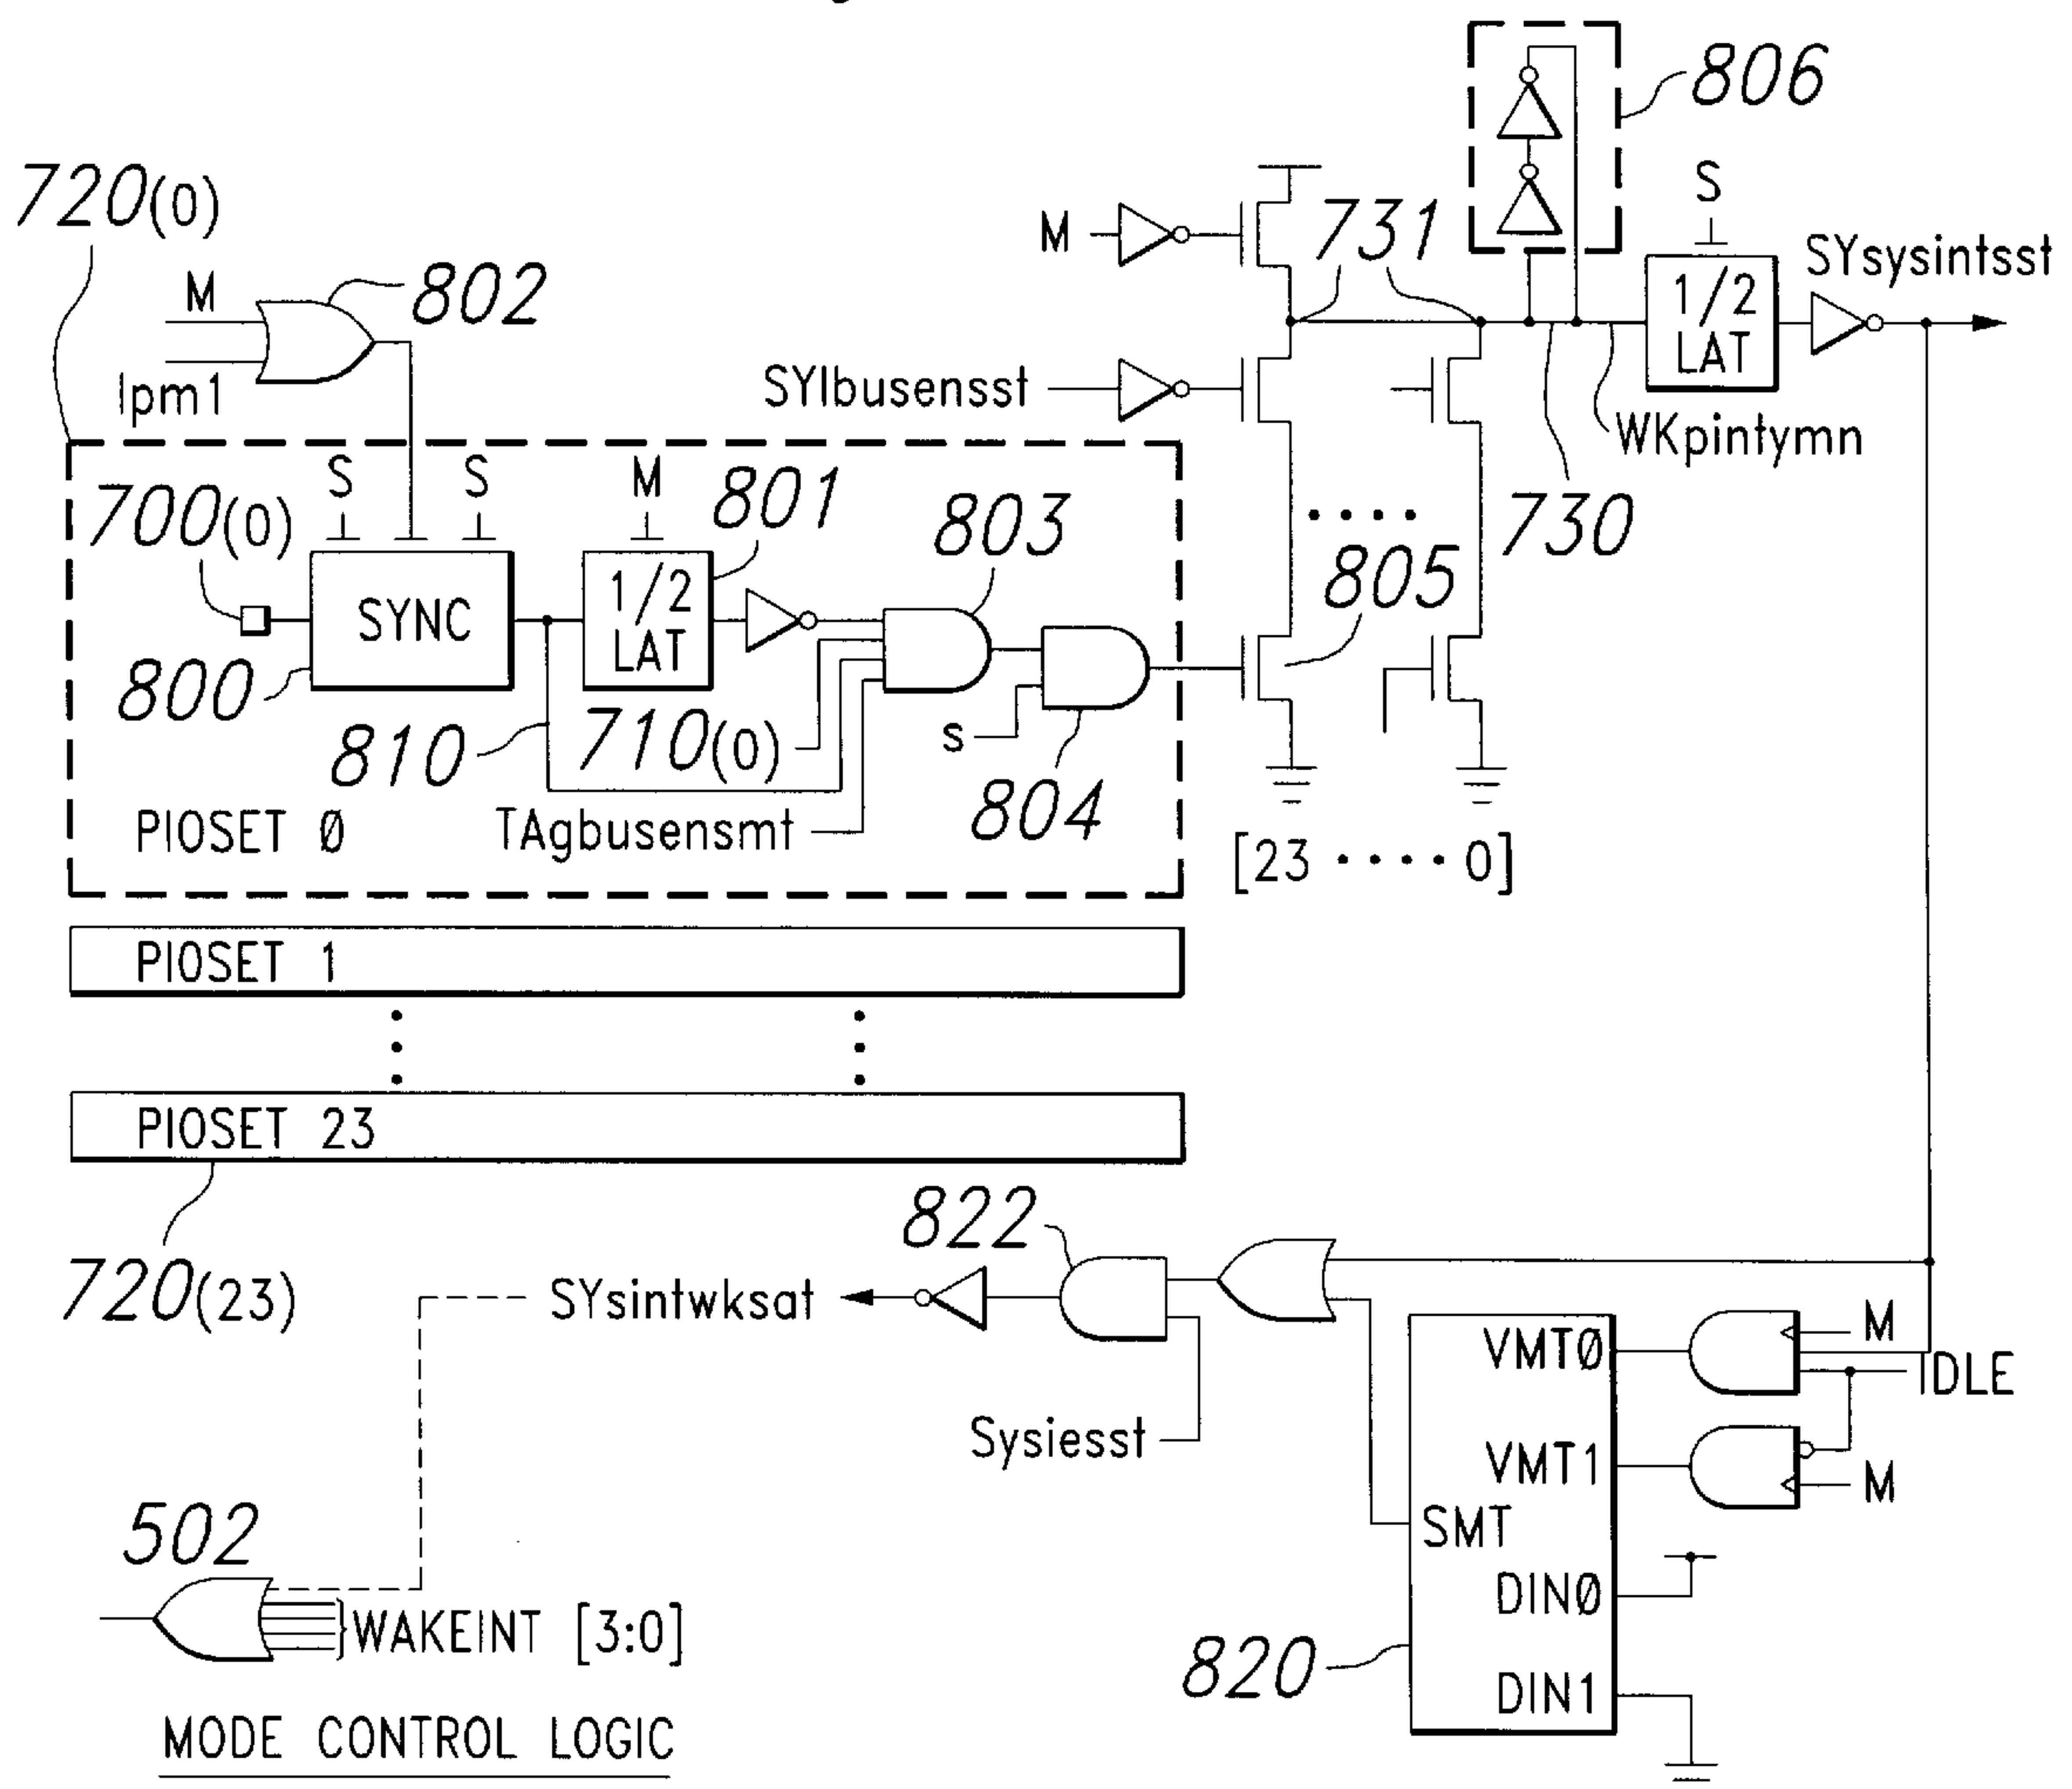 806
720(0)
S
M
731
SYsysintsst
M
802
1/2
LAT
lpm1
SYlbusensst
WKpintymn
S
S
M
801
700(0)
803
730
805
SYNC
1/2
LAT
800
810
710(0)
s
804
PIOSET 0
TAgbusensmt
[23 •••• 0]
PIOSET 1
PIOSET 23
822
720(23)
SYsintwksat
VMT0
M
IDLE
Sysiesst
VMT1
M
502
SMT
DIN0
WAKEINT [3:0]
820
DIN1
MODE CONTROL LOGIC